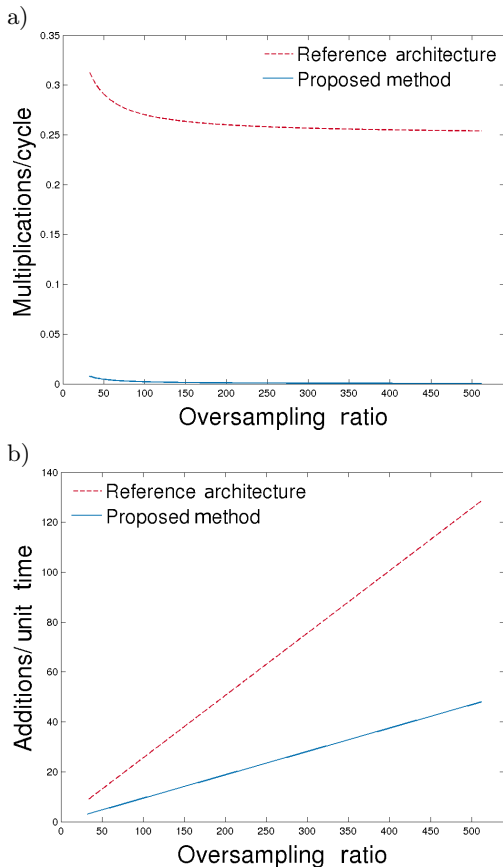 a)
0.35
Reference architecture
Proposed method
0.3
0.25
0.2
0.15
0.1
0.05
0
Multiplications/cycle
0 50 100 150 200 250 300 350 400 450 500
Oversampling ratio
b)
140
Reference architecture
Proposed method
120
100
80
60
40
20
0
Additions/unit time
0 50 100 150 200 250 300 350 400 450 500
Oversampling ratio